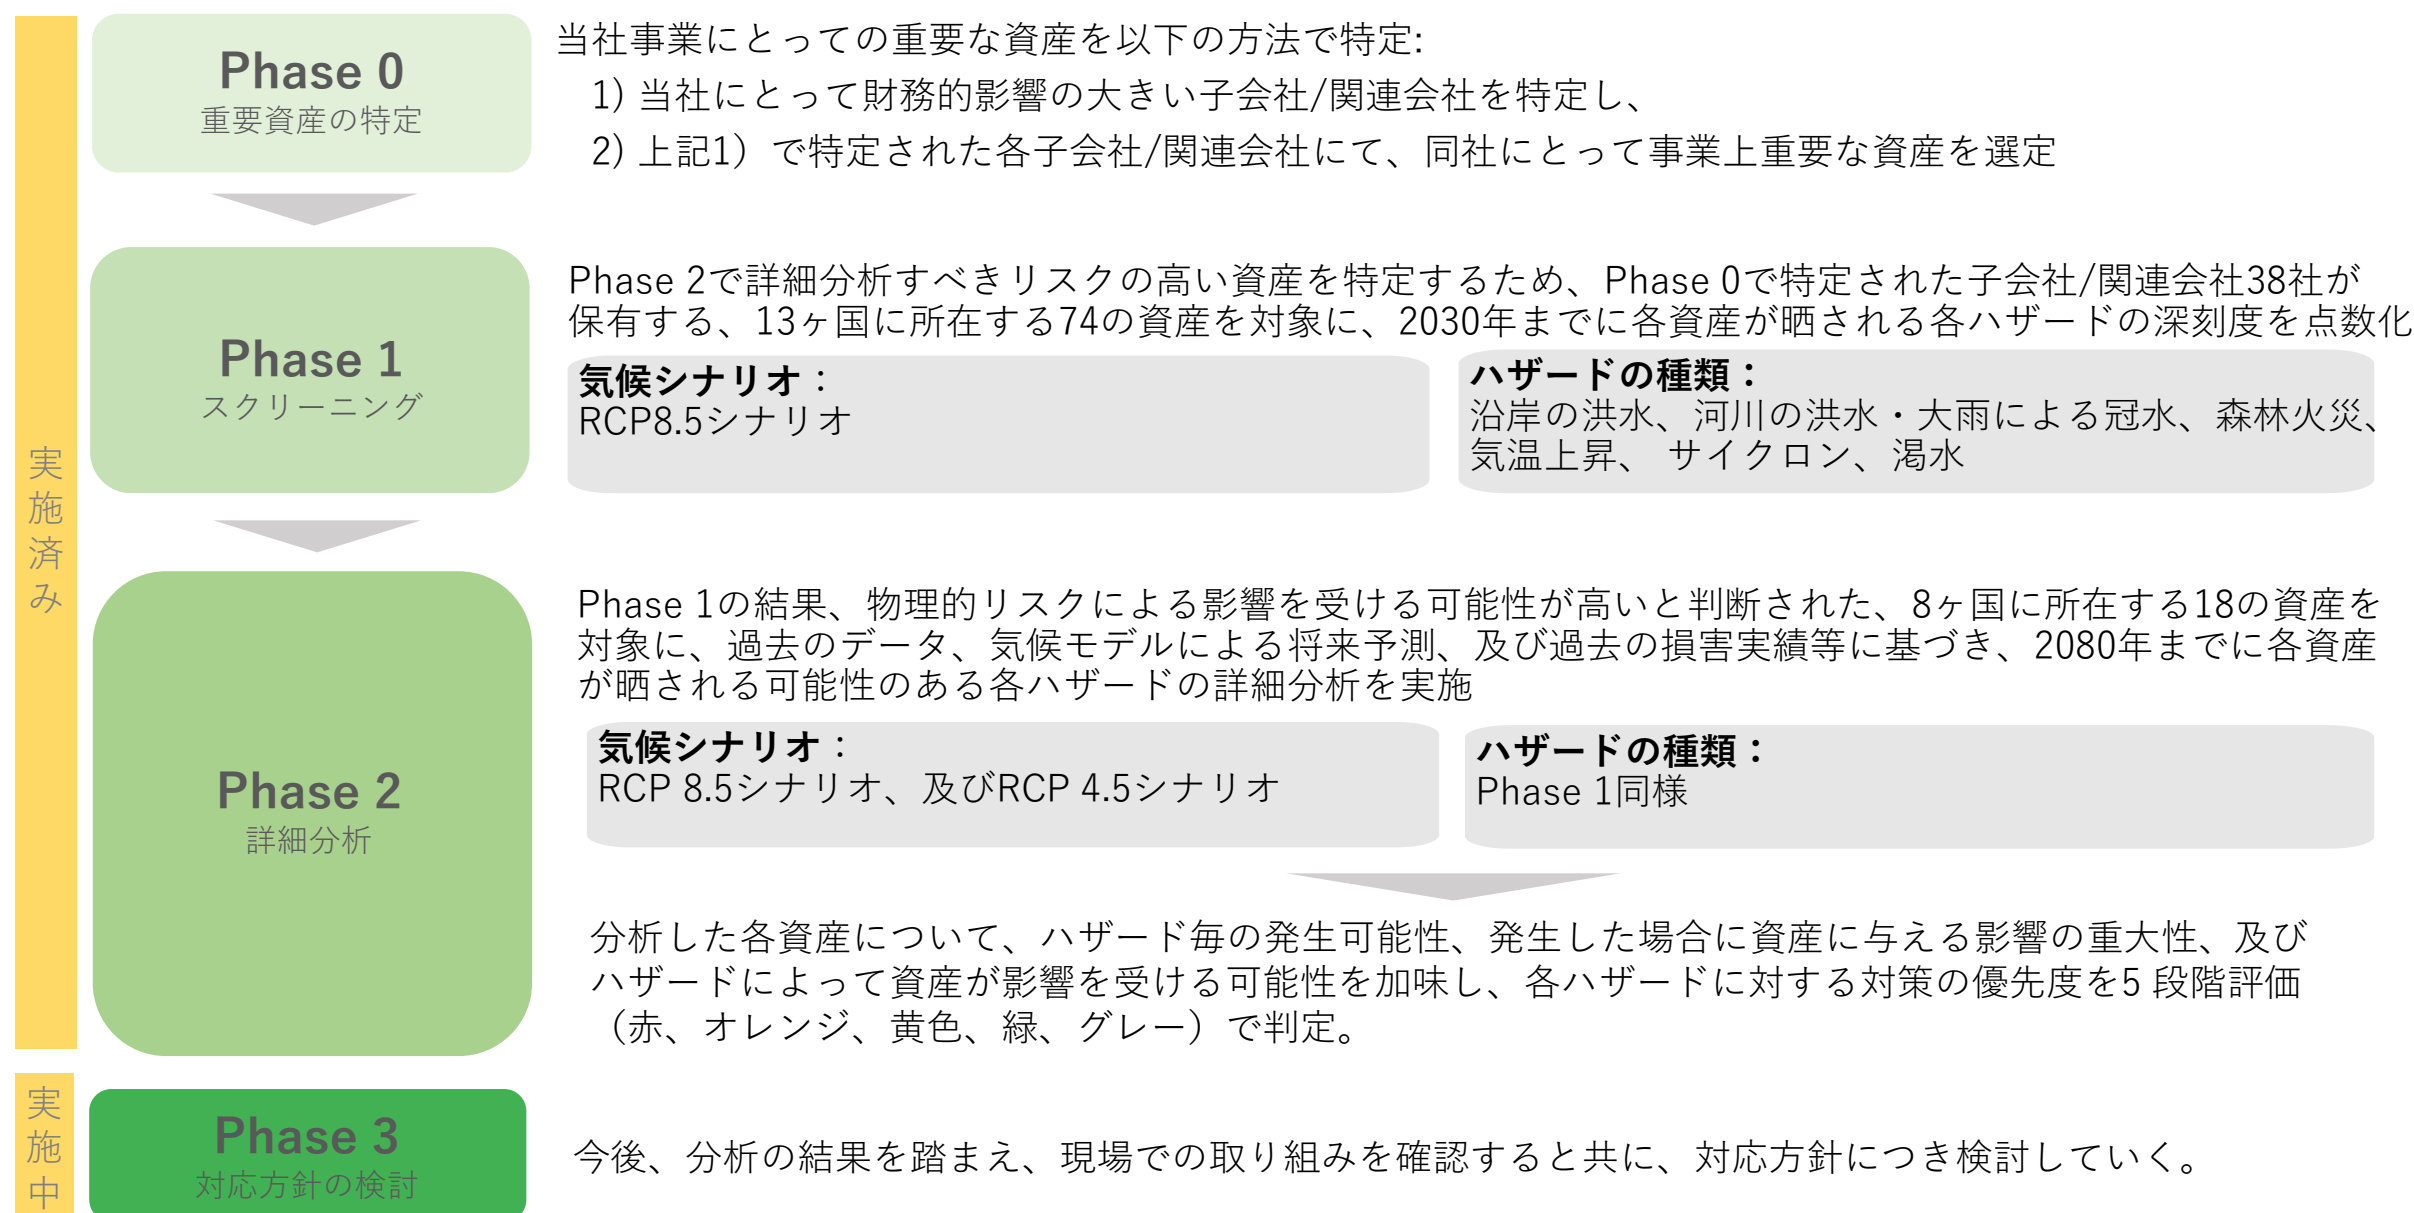 実施済み
Phase 0
重要資産の特定
当社事業にとっての重要な資産を以下の方法で特定:
1) 当社にとって財務的影響の大きい子会社/関連会社を特定し、
2) 上記1）で特定された各子会社/関連会社にて、同社にとって事業上重要な資産を選定
Phase 1
スクリーニング
Phase 2で詳細分析すべきリスクの高い資産を特定するため、Phase 0で特定された子会社/関連会社38社が
保有する、13ヶ国に所在する74の資産を対象に、2030年までに各資産が晒される各ハザードの深刻度を点数化
気候シナリオ：
RCP8.5シナリオ
ハザードの種類：
沿岸の洪水、河川の洪水・大雨による冠水、森林火災、
気温上昇、 サイクロン、渇水
Phase 2
詳細分析
Phase 1の結果、物理的リスクによる影響を受ける可能性が高いと判断された、8ヶ国に所在する18の資産を
対象に、過去のデータ、気候モデルによる将来予測、及び過去の損害実績等に基づき、2080年までに各資産
が晒される可能性のある各ハザードの詳細分析を実施
気候シナリオ：
RCP 8.5シナリオ、及びRCP 4.5シナリオ
ハザードの種類：
Phase 1同様
分析した各資産について、ハザード毎の発生可能性、発生した場合に資産に与える影響の重大性、及び
ハザードによって資産が影響を受ける可能性を加味し、各ハザードに対する対策の優先度を5 段階評価
（赤、オレンジ、黄色、緑、グレー）で判定。
実施中
Phase 3
対応方針の検討
今後、分析の結果を踏まえ、現場での取り組みを確認すると共に、対応方針につき検討していく。